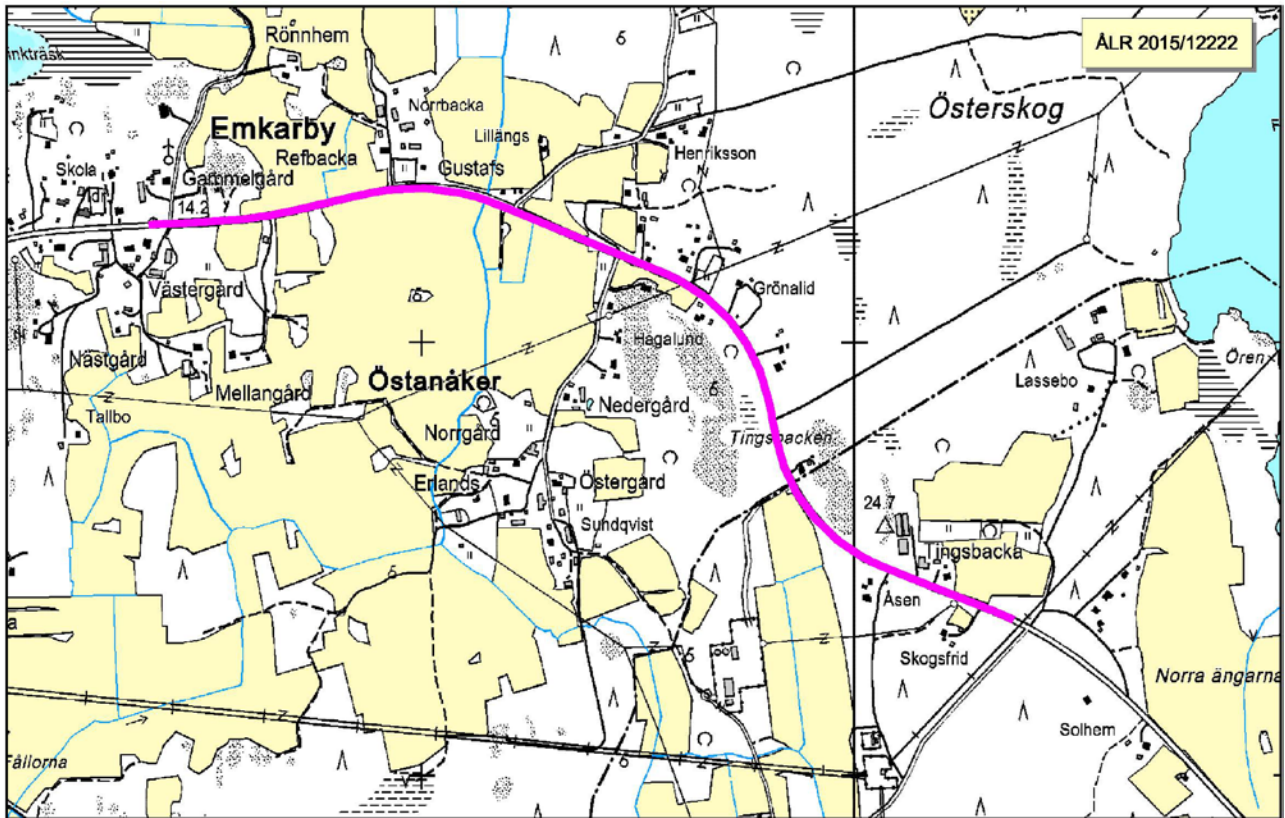 ÅLR 2015/12222
Rönnhem
Norrbacka
Österskog
Emkarby
Lillängs
Refbacka
Henriksson
Skola
Gammelgård
Gustafs
14.2
Västergård
Grönalid
Hagalund
Nästgård
Ören
Östanåker
Lassebo
Mellangård
Nedergård
Tallbo
Norrgård
Tingsbacken
Erlands
Östergård
24.7
Sundqvist
Tingsbacka
Åsen
Skogsfrid
Norra ängarna
Solhem